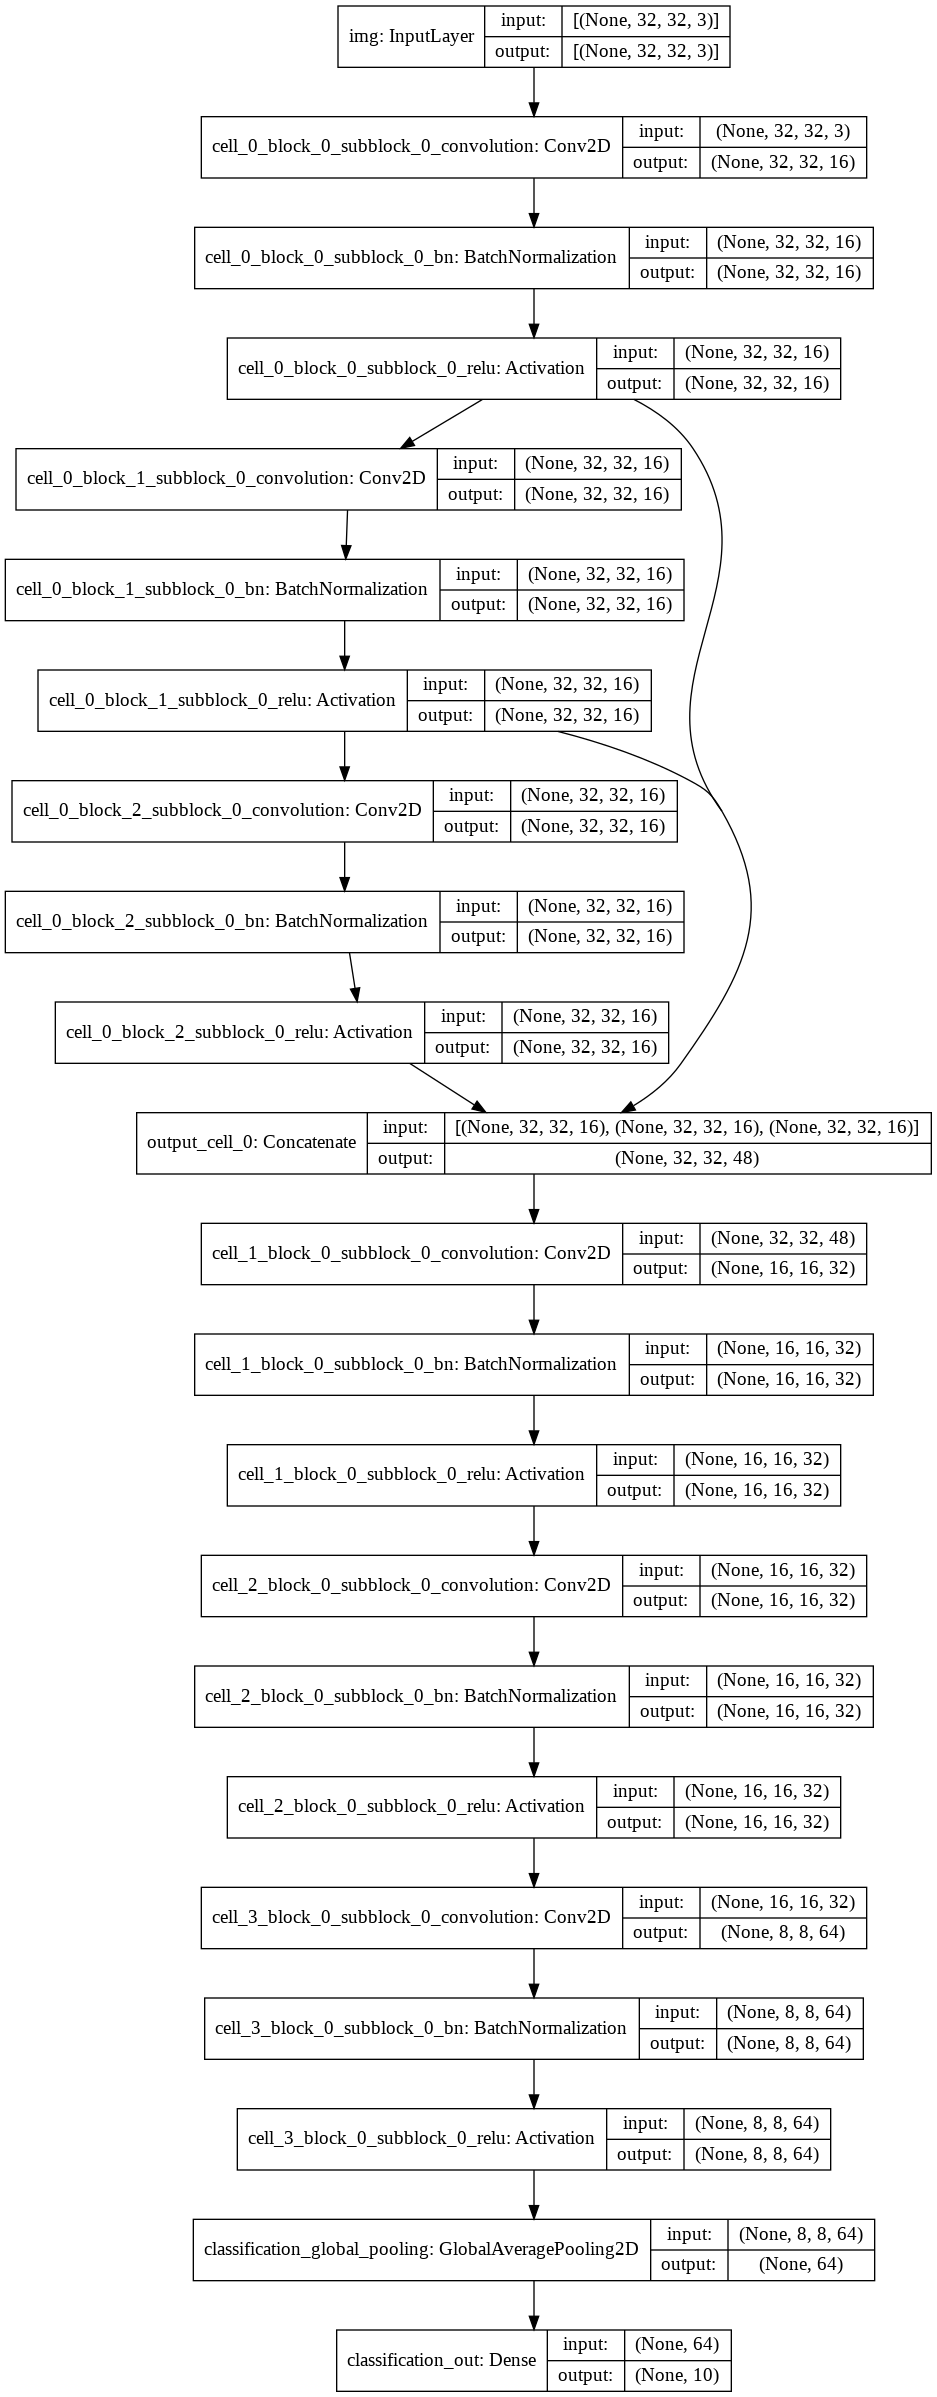 img: InputLayer
input: [(None, 32, 32, 3)]
output: [(None, 32, 32, 3)]
cell_0_block_0_subblock_0_convolution: Conv2D
input: (None, 32, 32, 3)
output: (None, 32, 32, 16)
cell_0_block_0_subblock_0_bn: BatchNormalization
input: (None, 32, 32, 16)
output: (None, 32, 32, 16)
cell_0_block_0_subblock_0_relu: Activation
input: (None, 32, 32, 16)
output: (None, 32, 32, 16)
cell_0_block_1_subblock_0_convolution: Conv2D
input: (None, 32, 32, 16)
output: (None, 32, 32, 16)
cell_0_block_1_subblock_0_bn: BatchNormalization
input: (None, 32, 32, 16)
output: (None, 32, 32, 16)
cell_0_block_1_subblock_0_relu: Activation
input: (None, 32, 32, 16)
output: (None, 32, 32, 16)
cell_0_block_2_subblock_0_convolution: Conv2D
input: (None, 32, 32, 16)
output: (None, 32, 32, 16)
cell_0_block_2_subblock_0_bn: BatchNormalization
input: (None, 32, 32, 16)
output: (None, 32, 32, 16)
cell_0_block_2_subblock_0_relu: Activation
input: (None, 32, 32, 16)
output: (None, 32, 32, 16)
output_cell_0: Concatenate
input: [(None, 32, 32, 16), (None, 32, 32, 16), (None, 32, 32, 16)]
output: (None, 32, 32, 48)
cell_1_block_0_subblock_0_convolution: Conv2D
input: (None, 32, 32, 48)
output: (None, 16, 16, 32)
cell_1_block_0_subblock_0_bn: BatchNormalization
input: (None, 16, 16, 32)
output: (None, 16, 16, 32)
cell_1_block_0_subblock_0_relu: Activation
input: (None, 16, 16, 32)
output: (None, 16, 16, 32)
cell_2_block_0_subblock_0_convolution: Conv2D
input: (None, 16, 16, 32)
output: (None, 16, 16, 32)
cell_2_block_0_subblock_0_bn: BatchNormalization
input: (None, 16, 16, 32)
output: (None, 16, 16, 32)
cell_2_block_0_subblock_0_relu: Activation
input: (None, 16, 16, 32)
output: (None, 16, 16, 32)
cell_3_block_0_subblock_0_convolution: Conv2D
input: (None, 16, 16, 32)
output: (None, 8, 8, 64)
cell_3_block_0_subblock_0_bn: BatchNormalization
input: (None, 8, 8, 64)
output: (None, 8, 8, 64)
cell_3_block_0_subblock_0_relu: Activation
input: (None, 8, 8, 64)
output: (None, 8, 8, 64)
classification_global_pooling: GlobalAveragePooling2D
input: (None, 8, 8, 64)
output: (None, 64)
classification_out: Dense
input: (None, 64)
output: (None, 10)